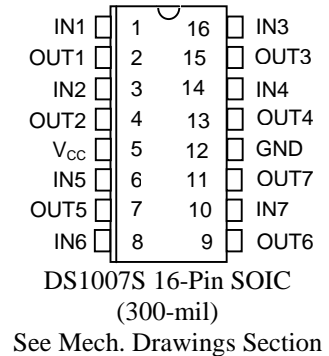 IN1 1 16 IN3
OUT1 2 15 OUT3
IN2 3 14 IN4
OUT2 4 13 OUT4
VCC 5 12 GND
IN5 6 11 OUT7
OUT5 7 10 IN7
IN6 8 9 OUT6
DS1007S 16-Pin SOIC
(300-mil)
See Mech. Drawings Section